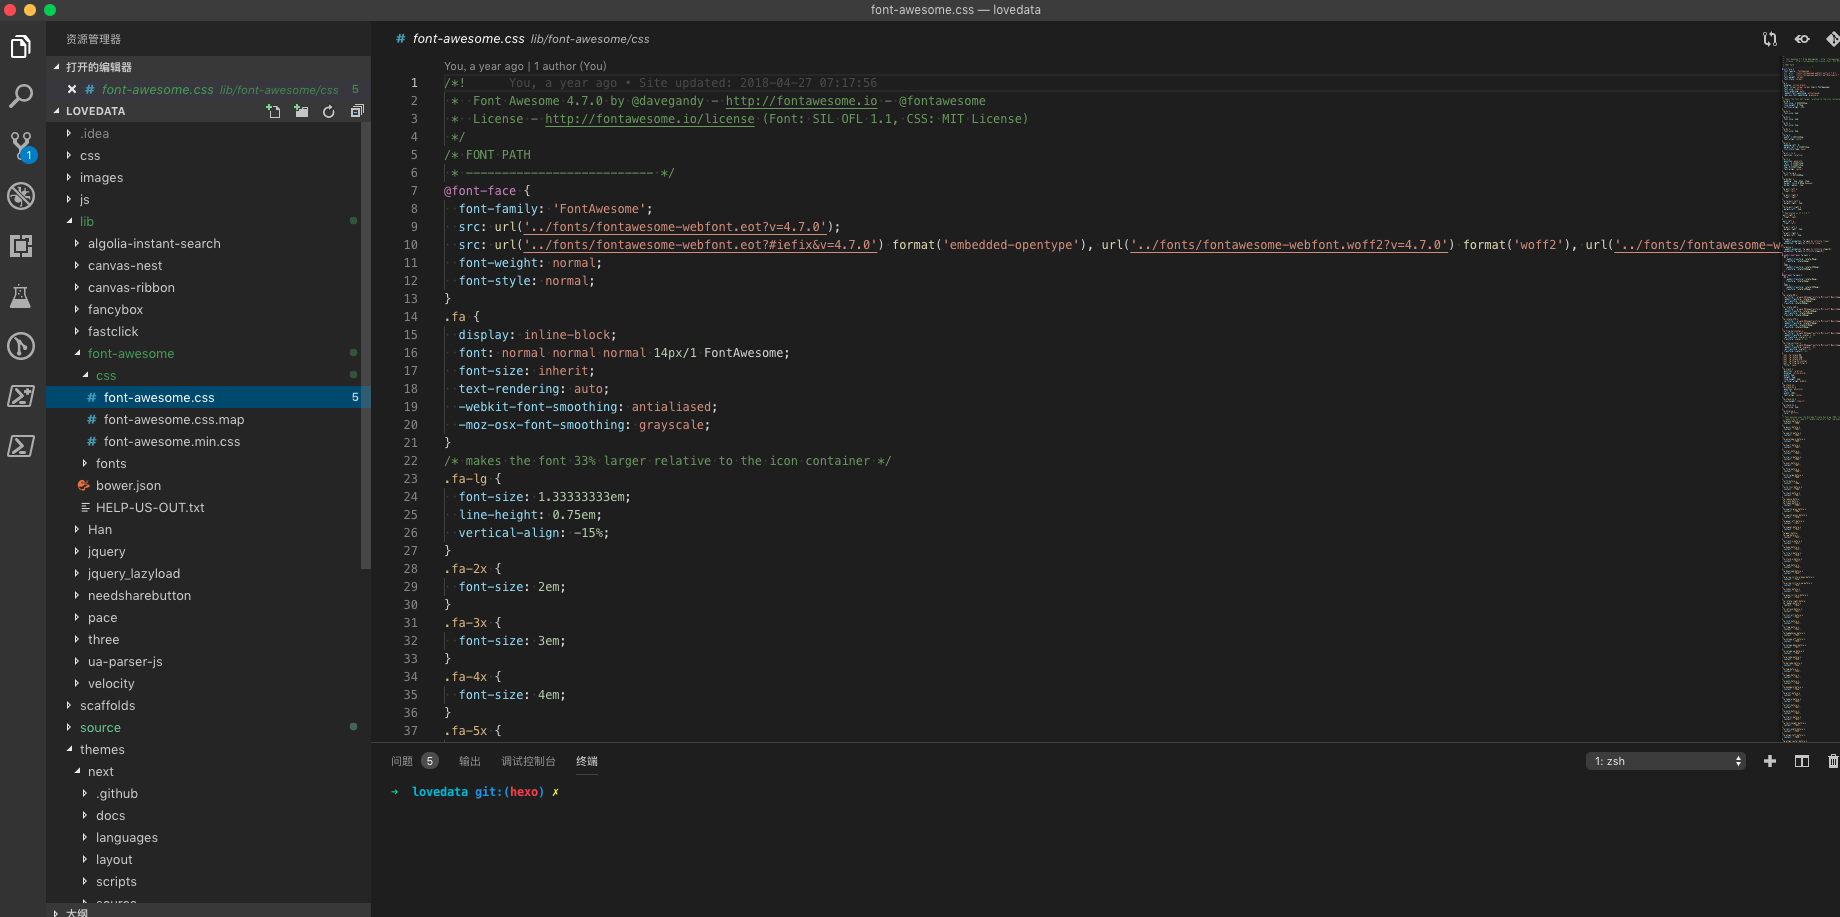 font-awesome.css — lovedata
资源管理器
打开的编辑器
# font-awesome.css lib/font-awesome/css 5
LOVEDATA
.idea
css
images
js
lib
algolia-instant-search
canvas-nest
canvas-ribbon
fancybox
fastclick
font-awesome
css
# font-awesome.css 5
# font-awesome.css.map
# font-awesome.min.css
fonts
bower.json
HELP-US-OUT.txt
Han
jquery
jquery_lazyload
needsharebutton
pace
three
ua-parser-js
velocity
scaffolds
source
themes
next
.github
docs
languages
layout
scripts
source
大纲
1
# font-awesome.css lib/font-awesome/css
You, a year ago | 1 author (You)
1 /*! You, a year ago • Site updated: 2018-04-27 07:17:56
2  *  Font Awesome 4.7.0 by @davegandy - http://fontawesome.io - @fontawesome
3  *  License - http://fontawesome.io/license (Font: SIL OFL 1.1, CSS: MIT License)
4  */
5 /* FONT PATH
6  * -------------------------- */
7 @font-face {
8   font-family: 'FontAwesome';
9   src: url('../fonts/fontawesome-webfont.eot?v=4.7.0');
10   src: url('../fonts/fontawesome-webfont.eot?#iefix&v=4.7.0') format('embedded-opentype'), url('../fonts/fontawesome-webfont.woff2?v=4.7.0') format('woff2'), url('../fonts/fontawesome-w
11   font-weight: normal;
12   font-style: normal;
13 }
14 .fa {
15   display: inline-block;
16   font: normal normal normal 14px/1 FontAwesome;
17   font-size: inherit;
18   text-rendering: auto;
19   -webkit-font-smoothing: antialiased;
20   -moz-osx-font-smoothing: grayscale;
21 }
22 /* makes the font 33% larger relative to the icon container */
23 .fa-lg {
24   font-size: 1.33333333em;
25   line-height: 0.75em;
26   vertical-align: -15%;
27 }
28 .fa-2x {
29   font-size: 2em;
30 }
31 .fa-3x {
32   font-size: 3em;
33 }
34 .fa-4x {
35   font-size: 4em;
36 }
37 .fa-5x {
问题 5 输出 调试控制台 终端 1: zsh
➜ lovedata git:(hexo) ✗